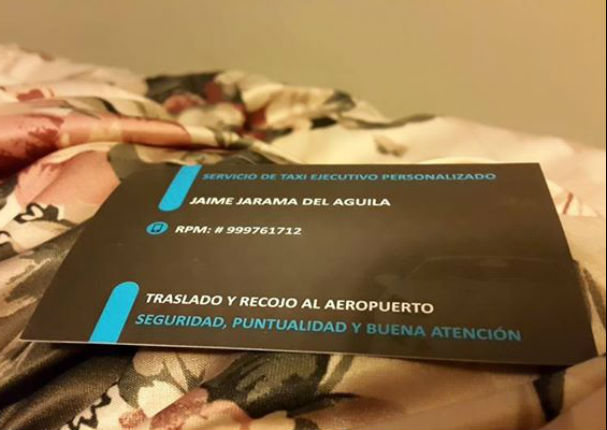 SERVICIO DE TAXI EJECUTIVO PERSONALIZADO
JAIME JARAMA DEL AGUILA
RPM: # 999761712
TRASLADO Y RECOJO AL AEROPUERTO
SEGURIDAD, PUNTUALIDAD Y BUENA ATENCIÓN